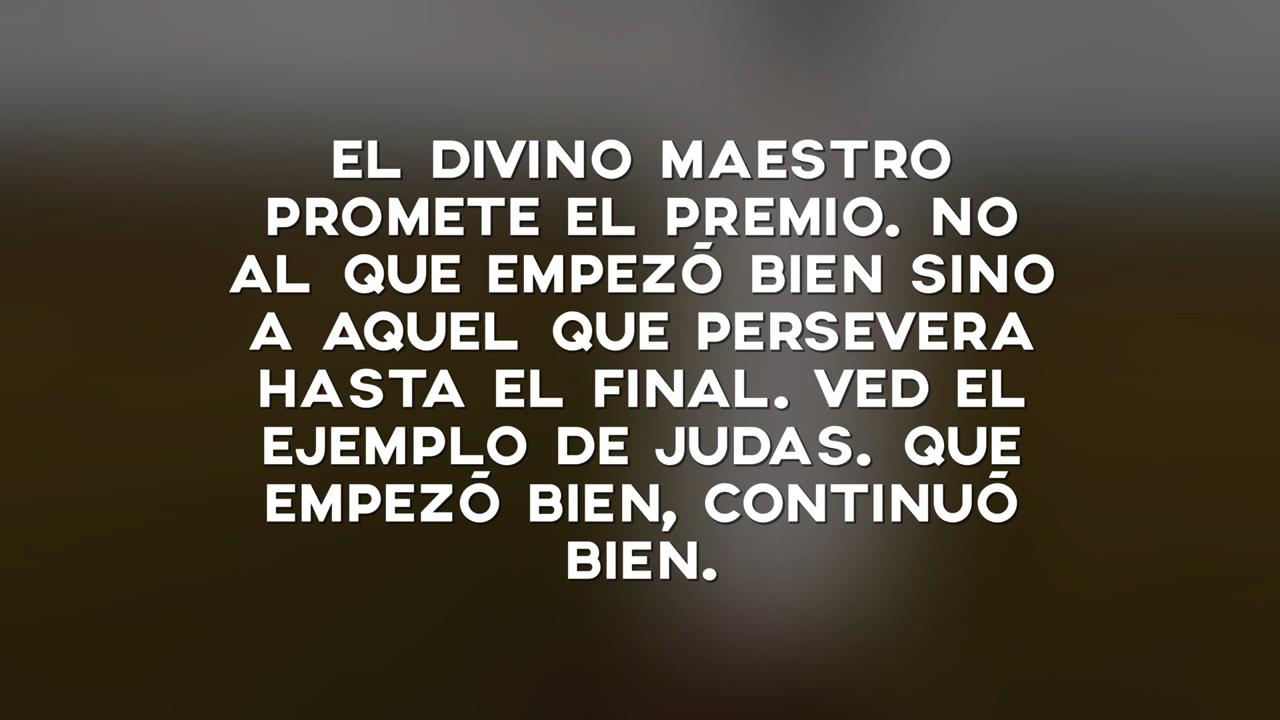 EL DIVINO MAESTRO
PROMETE EL PREMIO. NO
AL QUE EMPEZÓ BIEN SINO
A AQUEL QUE PERSEVERA
HASTA EL FINAL. VED EL
EJEMPLO DE JUDAS. QUE
EMPEZÓ BIEN, CONTINUÓ
BIEN.